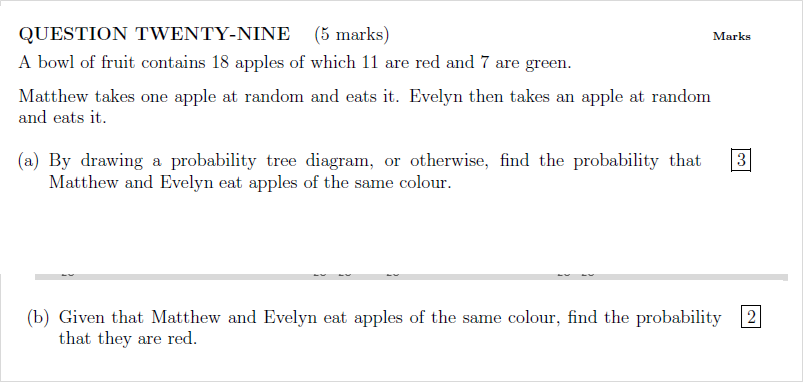 QUESTION TWENTY-NINE (5 marks) Marks
A bowl of fruit contains 18 apples of which 11 are red and 7 are green.
Matthew takes one apple at random and eats it. Evelyn then takes an apple at random
and eats it.
(a) By drawing a probability tree diagram, or otherwise, find the probability that 3
Matthew and Evelyn eat apples of the same colour.
(b) Given that Matthew and Evelyn eat apples of the same colour, find the probability 2
that they are red.